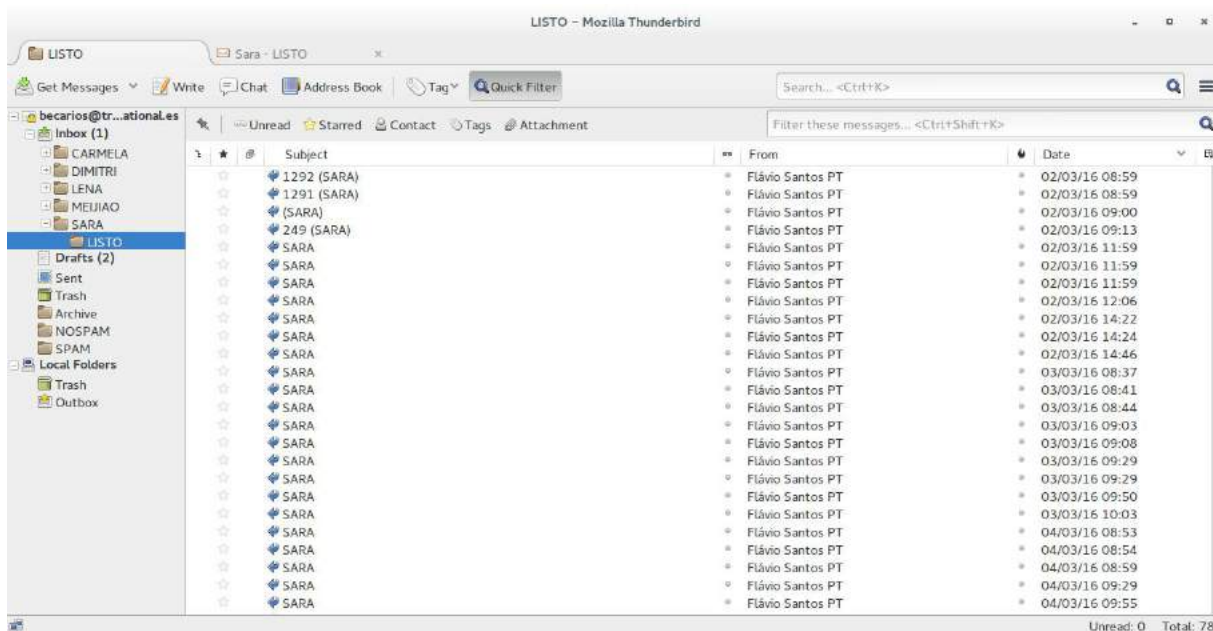 LISTO - Mozilla Thunderbird
LISTO Sara - LISTO
Get Messages Write Chat Address Book Tag Quick Filter Search... <Ctrl+K>
becarios@tr...ational.es
Inbox (1)
CARMELA
DIMITRI
LENA
MEIJIAO
SARA
LISTO
Drafts (2)
Sent
Trash
Archive
NOSPAM
SPAM
Local Folders
Trash
Outbox
Unread Starred Contact Tags Attachment Filter these messages... <Ctrl+Shift+K>
Subject From Date
1292 (SARA) Flávio Santos PT 02/03/16 08:59
1291 (SARA) Flávio Santos PT 02/03/16 08:59
(SARA) Flávio Santos PT 02/03/16 09:00
249 (SARA) Flávio Santos PT 02/03/16 09:13
SARA Flávio Santos PT 02/03/16 11:59
SARA Flávio Santos PT 02/03/16 11:59
SARA Flávio Santos PT 02/03/16 11:59
SARA Flávio Santos PT 02/03/16 12:06
SARA Flávio Santos PT 02/03/16 14:22
SARA Flávio Santos PT 02/03/16 14:24
SARA Flávio Santos PT 02/03/16 14:46
SARA Flávio Santos PT 03/03/16 08:37
SARA Flávio Santos PT 03/03/16 08:41
SARA Flávio Santos PT 03/03/16 08:44
SARA Flávio Santos PT 03/03/16 09:03
SARA Flávio Santos PT 03/03/16 09:08
SARA Flávio Santos PT 03/03/16 09:29
SARA Flávio Santos PT 03/03/16 09:29
SARA Flávio Santos PT 03/03/16 09:50
SARA Flávio Santos PT 03/03/16 10:03
SARA Flávio Santos PT 04/03/16 08:53
SARA Flávio Santos PT 04/03/16 08:54
SARA Flávio Santos PT 04/03/16 08:59
SARA Flávio Santos PT 04/03/16 09:29
SARA Flávio Santos PT 04/03/16 09:55
Unread: 0 Total: 78